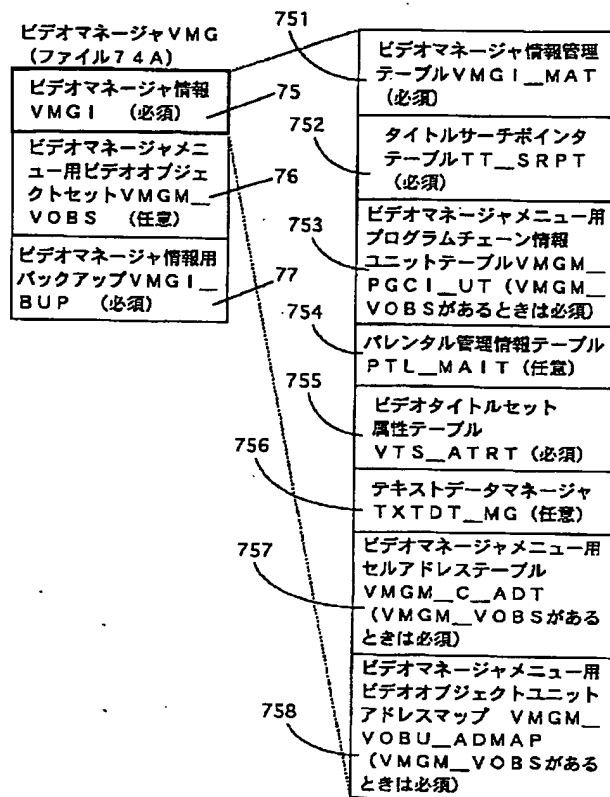 ビデオマネージャVMG
(ファイル74A)
ビデオマネージャ情報
VMGI (必須)
75
ビデオマネージャメニ
ュー用ビデオオブジェ
クトセットVMGM__
VOBS (任意)
76
ビデオマネージャ情報用
バックアップVMGI__
BUP (必須)
77
751
ビデオマネージャ情報管理
テーブルVMGI__MAT
(必須)
752
タイトルサーチポインタ
テーブルTT__SRPT
(必須)
753
ビデオマネージャメニュー用
プログラムチェーン情報
ユニットテーブルVMGM__
PGCI__UT (VMGM__
VOBSがあるときは必須)
754
パレンタル管理情報テーブル
PTL__MAIT (任意)
755
ビデオタイトルセット
属性テーブル
VTS__ATRT (必須)
756
テキストデータマネージャ
TXTDT__MG (任意)
757
ビデオマネージャメニュー用
セルアドレステーブル
VMGM__C__ADT
(VMGM__VOBSがある
ときは必須)
758
ビデオマネージャメニュー用
ビデオオブジェクトユニット
アドレスマップ VMGM__
VOBU__ADMAP
(VMGM__VOBSがある
ときは必須)